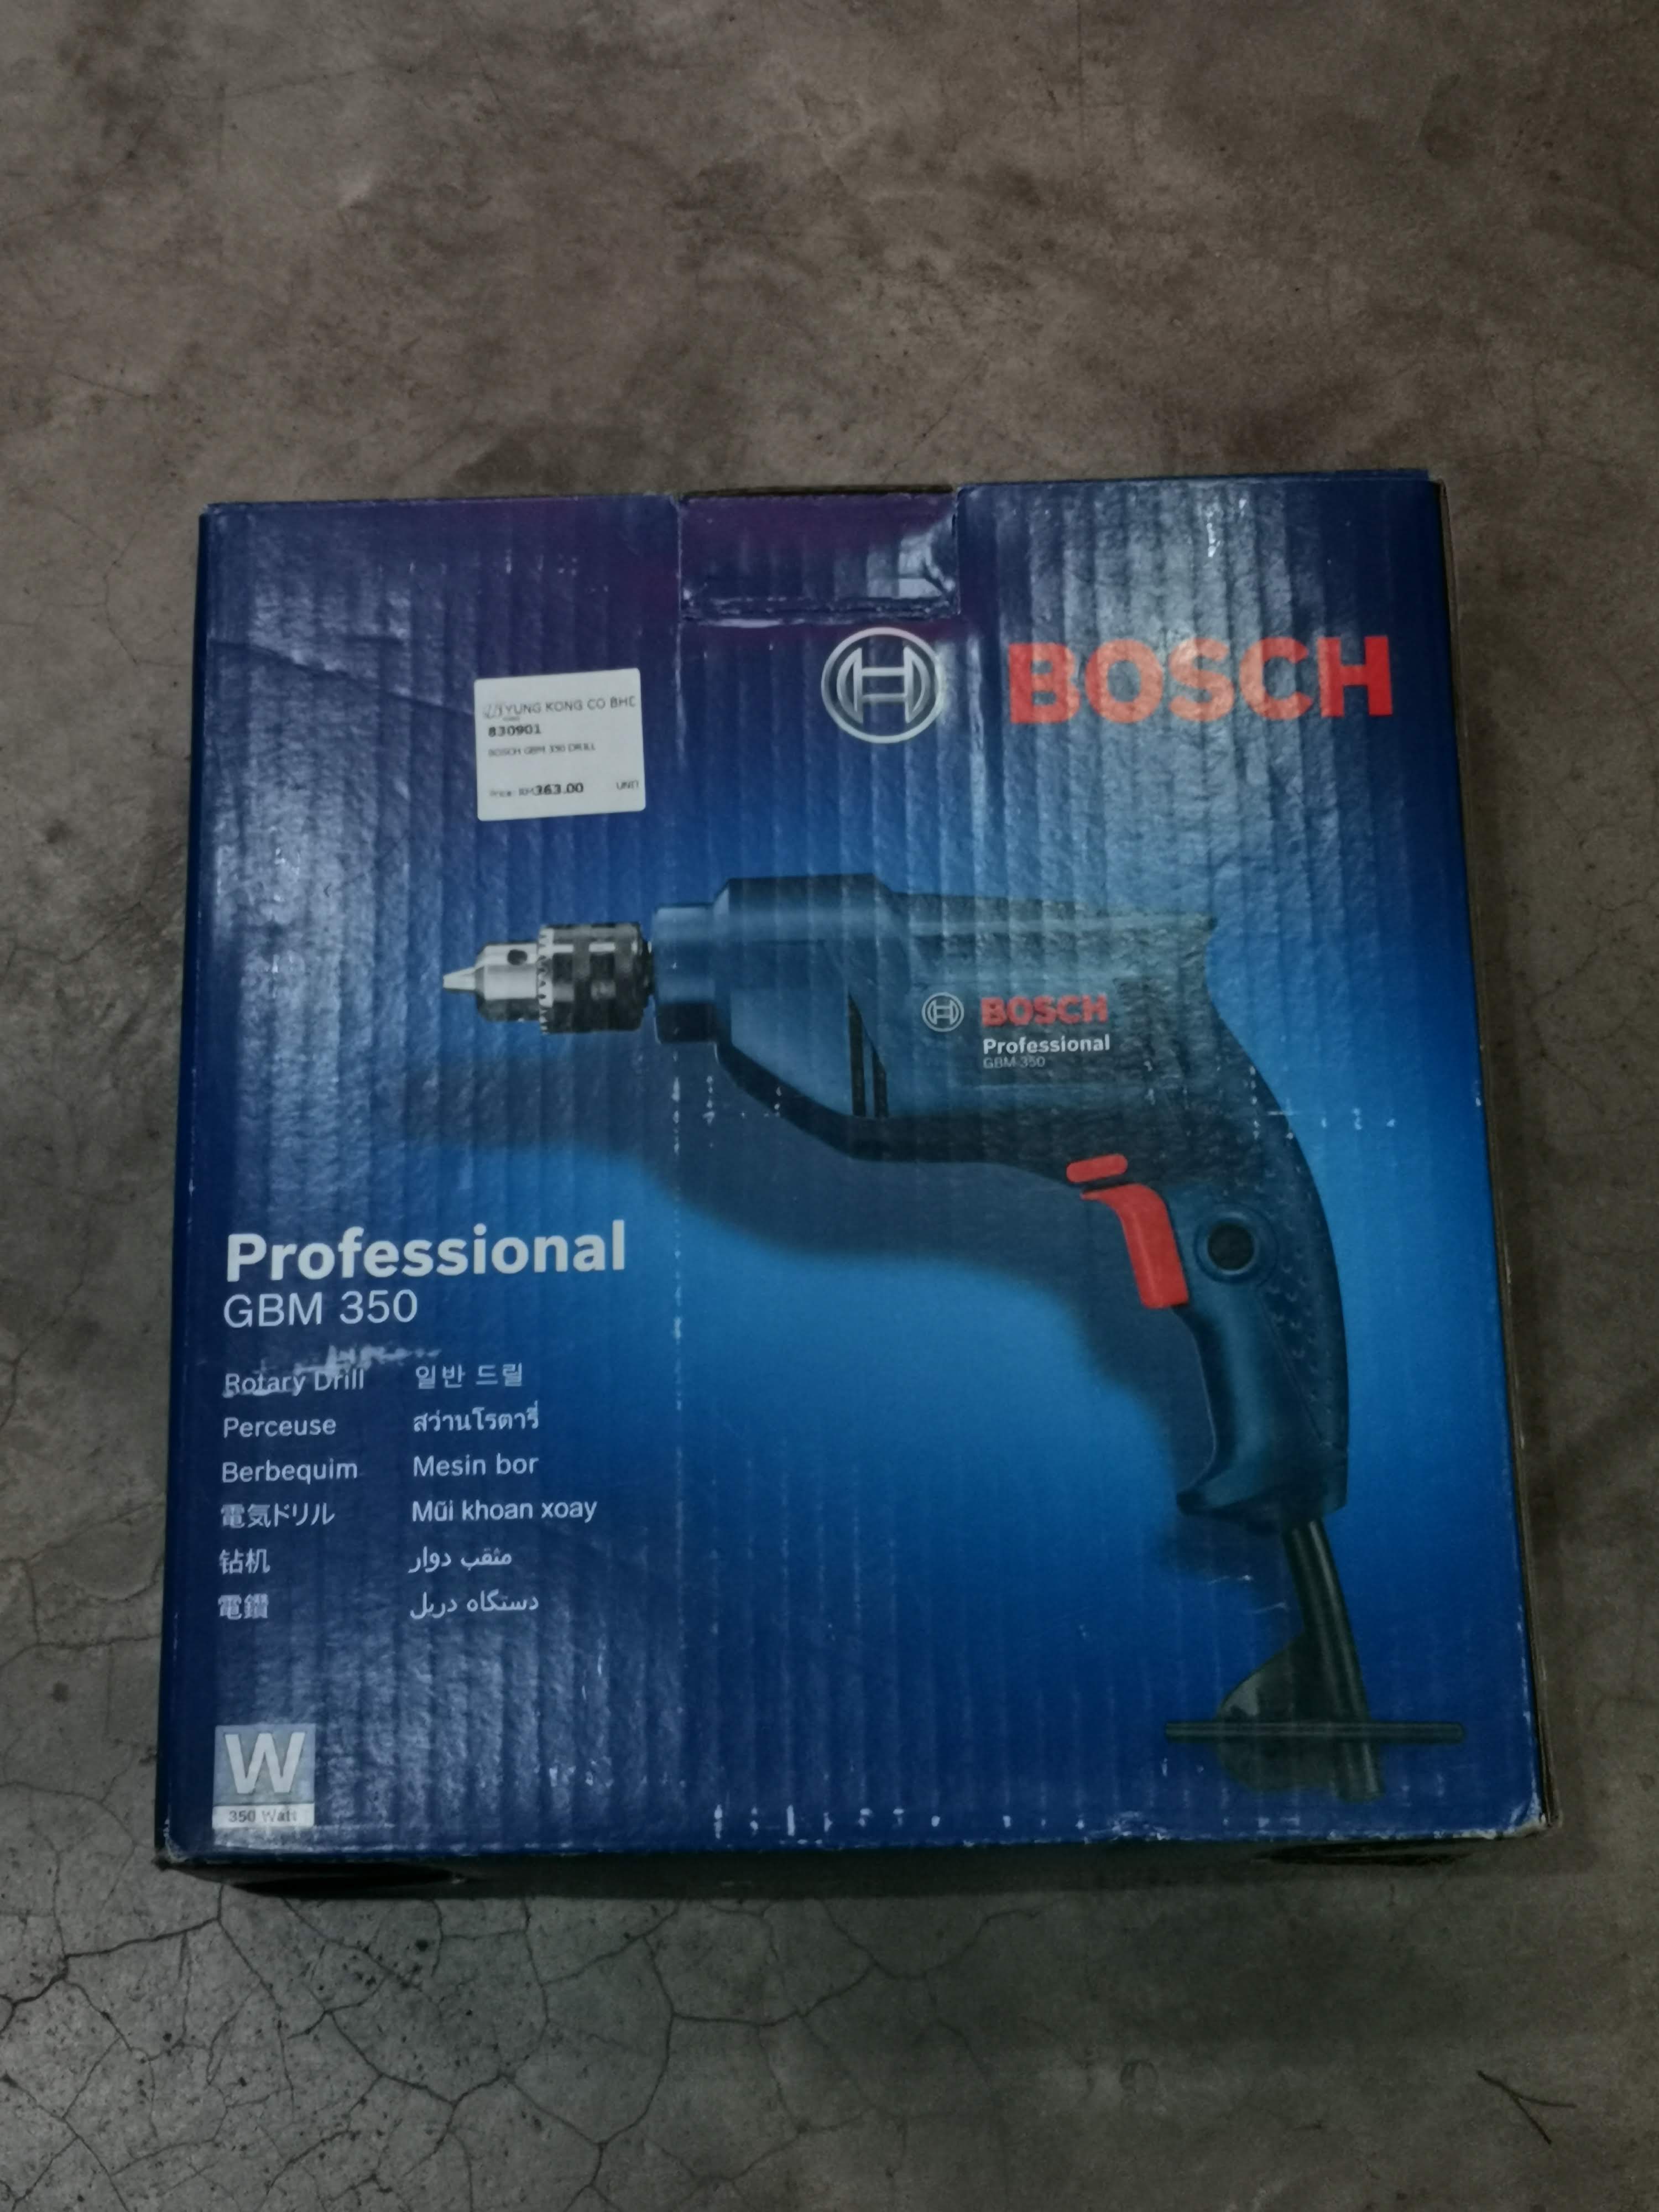 YUNG KONG CO BHD
830901
BOSCH GBM 350 DRILL
Price: RM363.00 UNIT
BOSCH
BOSCH
Professional
GBM 350
Professional
GBM 350
Rotary Drill
Perceuse
Berbequim
電気ドリル
钻机
電鑽
일반 드릴
สว่านโรตารี่
Mesin bor
Mũi khoan xoay
مثقب دوار
دستگاه دریل
W
350 Watt